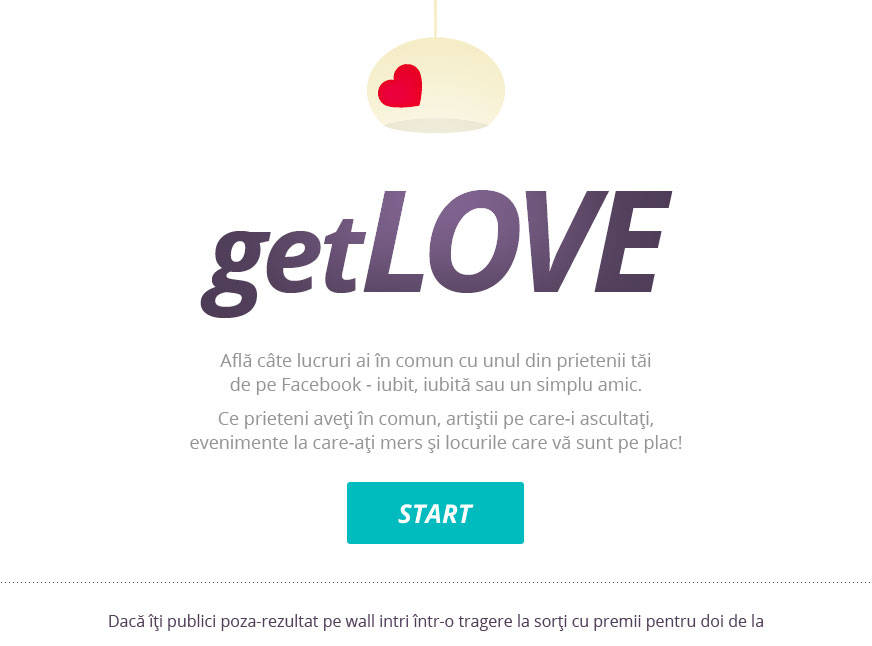 getLOVE
Află câte lucruri ai în comun cu unul din prietenii tăi
de pe Facebook - iubit, iubită sau un simplu amic.
Ce prieteni aveţi în comun, artiştii pe care-i ascultaţi,
evenimente la care-aţi mers şi locurile care vă sunt pe plac!
START
Dacă îţi publici poza-rezultat pe wall intri într-o tragere la sorţi cu premii pentru doi de la